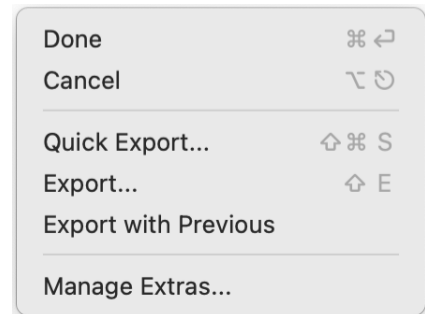 Done ⌘ ↩
Cancel ⌥ ⎋
Quick Export... ⇧ ⌘ S
Export... ⇧ E
Export with Previous
Manage Extras...